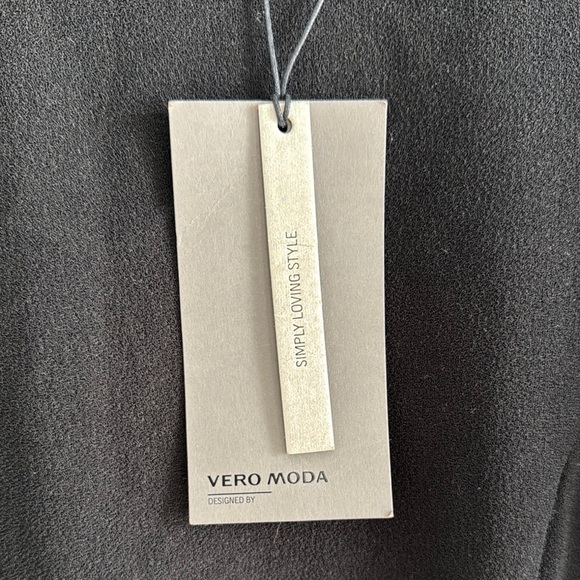 SIMPLY LOVING STYLE
VERO MODA
DESIGNED BY